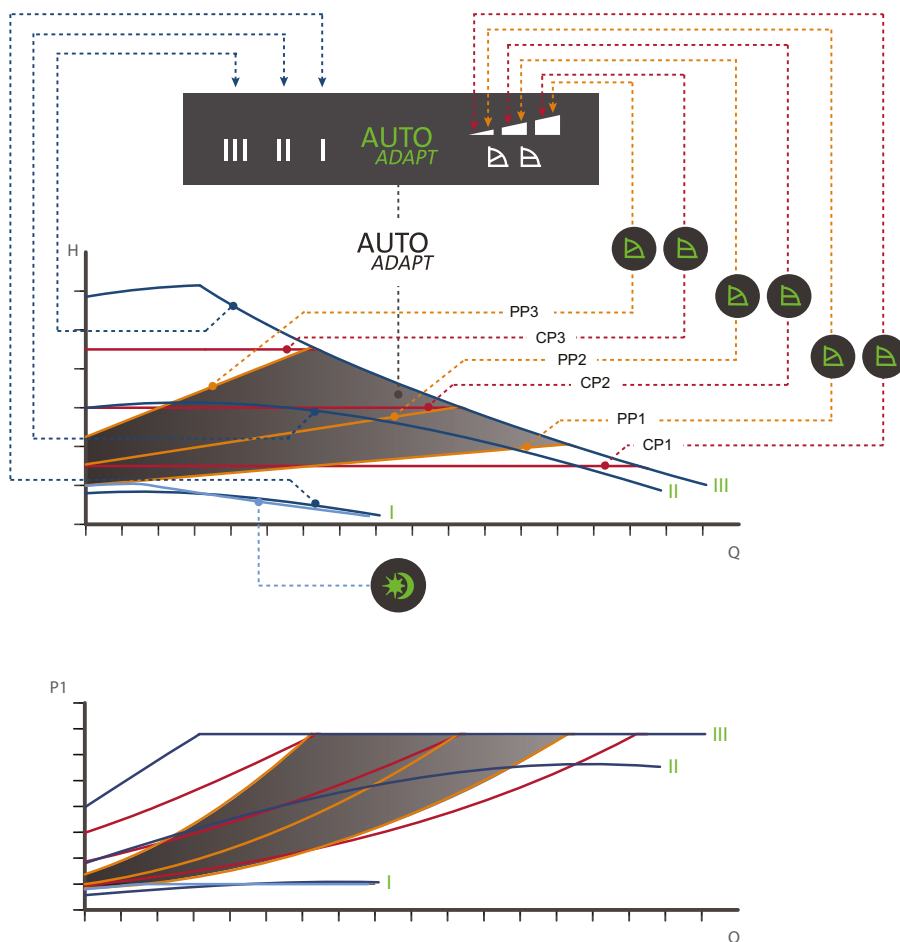 III II I
AUTO
ADAPT
AUTO
ADAPT
H
PP3
CP3
PP2
CP2
PP1
CP1
III
II
I
Q
P1
III
II
I
Q